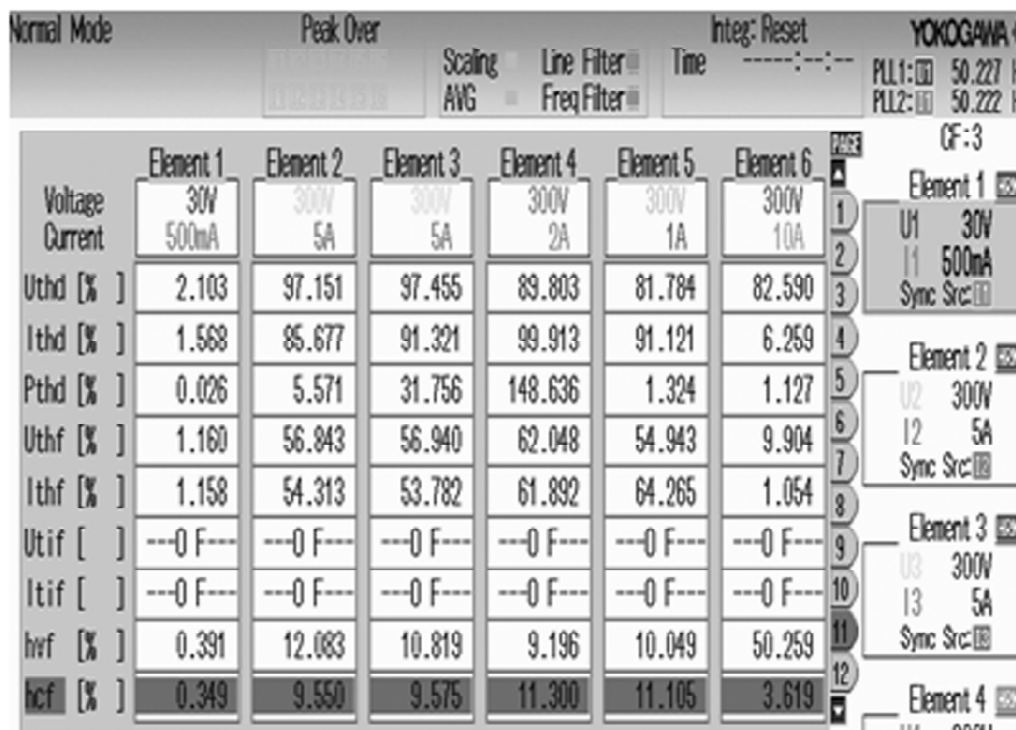 Normal Mode Peak Over Integ: Reset YOKOGAWA
Scaling Line Filter Time -----:--:-- PLL1: 50.227
AVG Freq Filter PLL2: 50.222
CF:3
PAGE
Element 1 Element 2 Element 3 Element 4 Element 5 Element 6
Voltage 30V 300V 300V 300V 300V 300V
Current 500mA 5A 5A 2A 1A 10A
Uthd [% ] 2.103 97.151 97.455 89.803 81.784 82.590
Ithd [% ] 1.568 85.677 91.321 99.913 91.121 6.259
Pthd [% ] 0.026 5.571 31.756 148.636 1.324 1.127
Uthf [% ] 1.160 56.843 56.940 62.048 54.943 9.904
Ithf [% ] 1.158 54.313 53.782 61.892 64.265 1.054
Utif [ ] ---O F--- ---O F--- ---O F--- ---O F--- ---O F--- ---O F---
Itif [ ] ---O F--- ---O F--- ---O F--- ---O F--- ---O F--- ---O F---
hvf [% ] 0.391 12.083 10.819 9.196 10.049 50.259
hcf [% ] 0.349 9.550 9.575 11.300 11.105 3.619
1
2
3
4
5
6
7
8
9
10
11
12
Element 1
U1 30V
I1 500mA
Sync Src:
Element 2
U2 300V
I2 5A
Sync Src:
Element 3
U3 300V
I3 5A
Sync Src:
Element 4